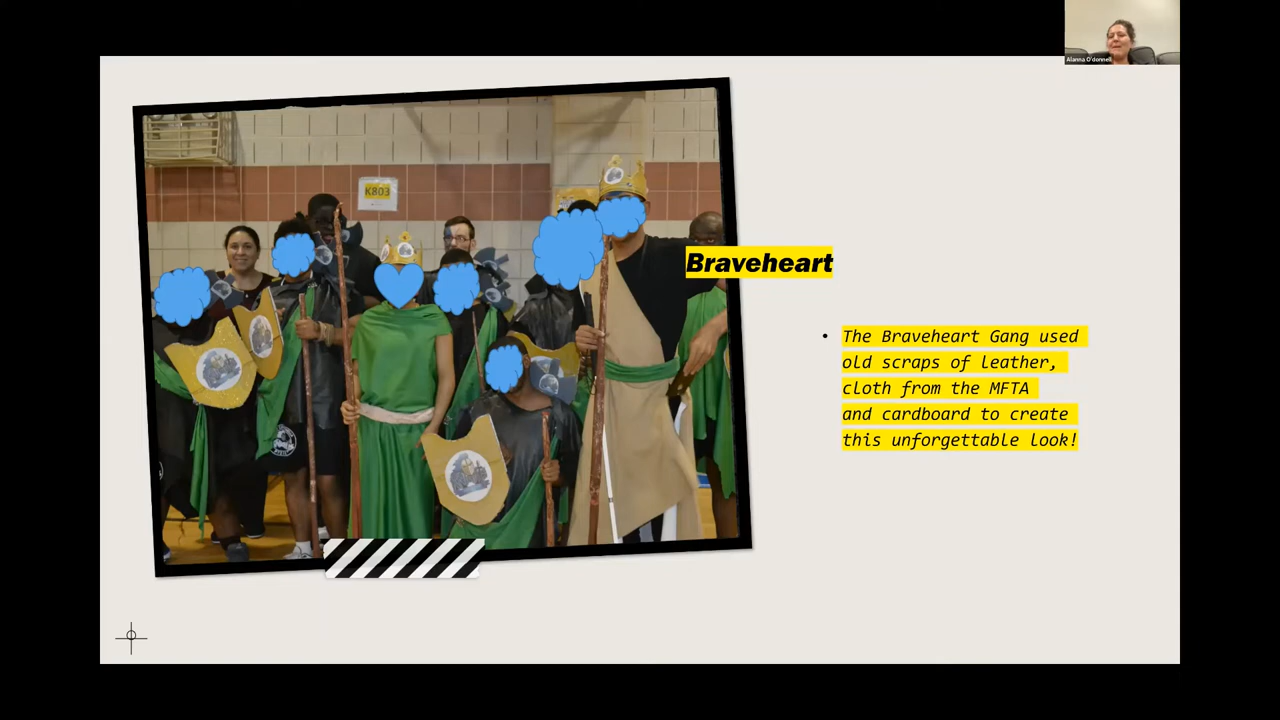 Alanna O'donnell
K803
Braveheart
• The Braveheart Gang used
old scraps of leather,
cloth from the MFTA
and cardboard to create
this unforgettable look!